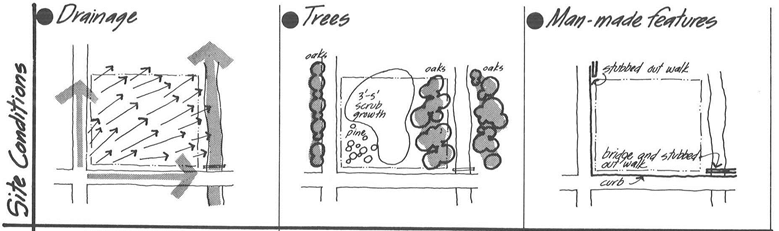 Site Conditions
Drainage
Trees
oaks
oaks
oaks
3'-5'
scrub
growth
pine
Man-made features
stubbed out walk
bridge and stubbed
out walk
curb